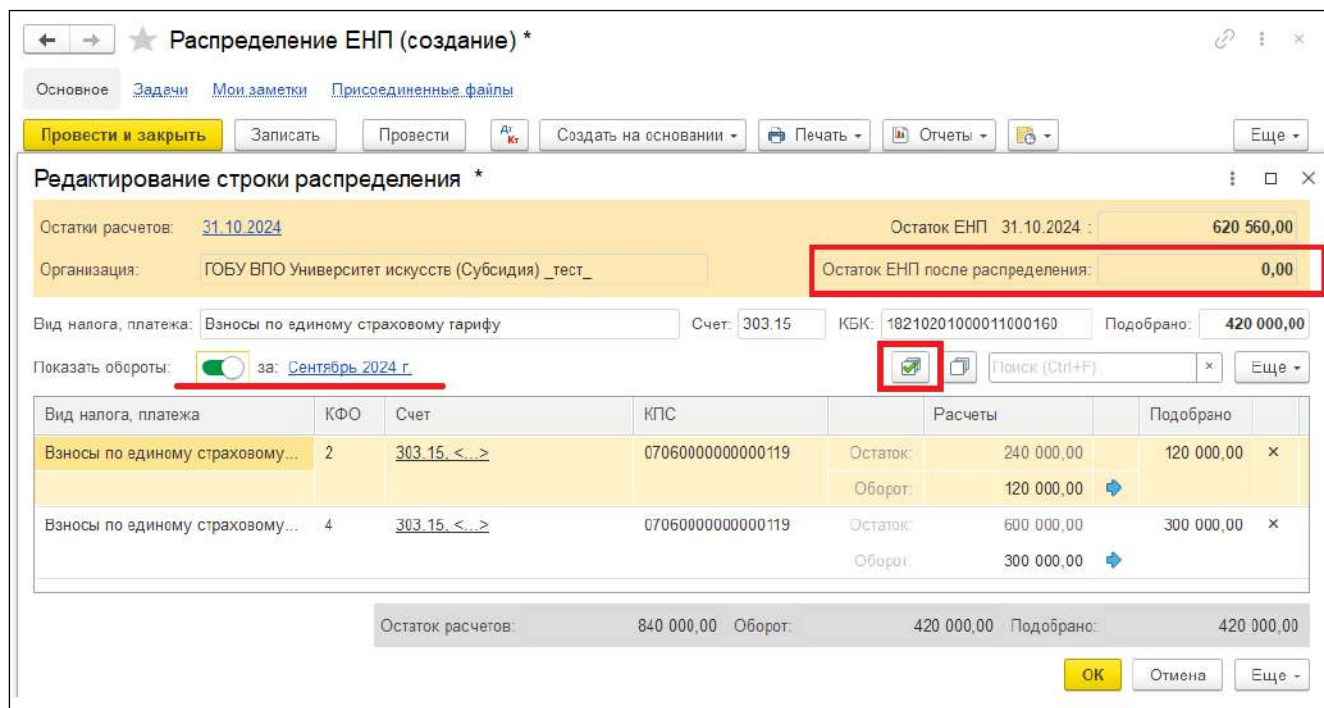 Распределение ЕНП (создание) *
Основное Задачи Мои заметки Присоединенные файлы
Провести и закрыть Записать Провести Дт Кт Создать на основании Печать Отчеты Еще
Редактирование строки распределения *
Остатки расчетов: 31.10.2024 Остаток ЕНП 31.10.2024 : 620 560,00
Организация: ГОБУ ВПО Университет искусств (Субсидия) _тест_ Остаток ЕНП после распределения: 0,00
Вид налога, платежа: Взносы по единому страховому тарифу Счет: 303.15 КБК: 18210201000011000160 Подобрано: 420 000,00
Показать обороты: за: Сентябрь 2024 г. Поиск (Ctrl+F) × Еще
Вид налога, платежа КФО Счет КПС Расчеты Подобрано
Взносы по единому страховому... 2 303.15, <...> 07060000000000119 Остаток: 240 000,00 120 000,00 ×
Оборот: 120 000,00
Взносы по единому страховому... 4 303.15, <...> 07060000000000119 Остаток: 600 000,00 300 000,00 ×
Оборот: 300 000,00
Остаток расчетов: 840 000,00 Оборот: 420 000,00 Подобрано: 420 000,00
ОК Отмена Еще